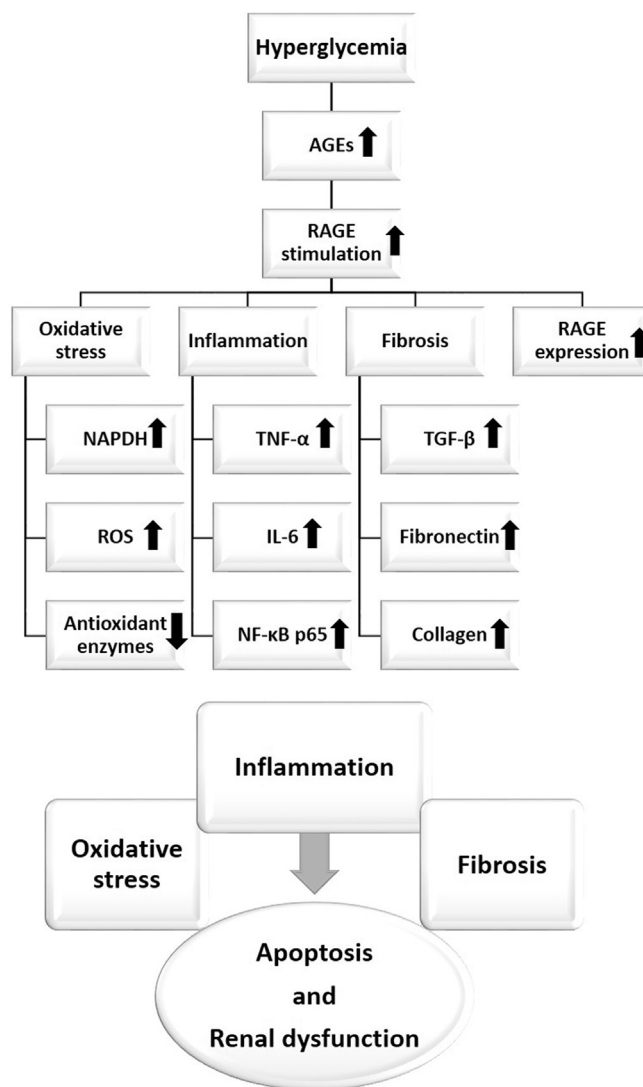 Hyperglycemia
AGEs
RAGE
stimulation
Oxidative
stress
Inflammation
Fibrosis
RAGE
expression
NAPDH
TNF-α
TGF-β
ROS
IL-6
Fibronectin
Antioxidant
enzymes
NF-κB p65
Collagen
Inflammation
Oxidative
stress
Fibrosis
Apoptosis
and
Renal dysfunction